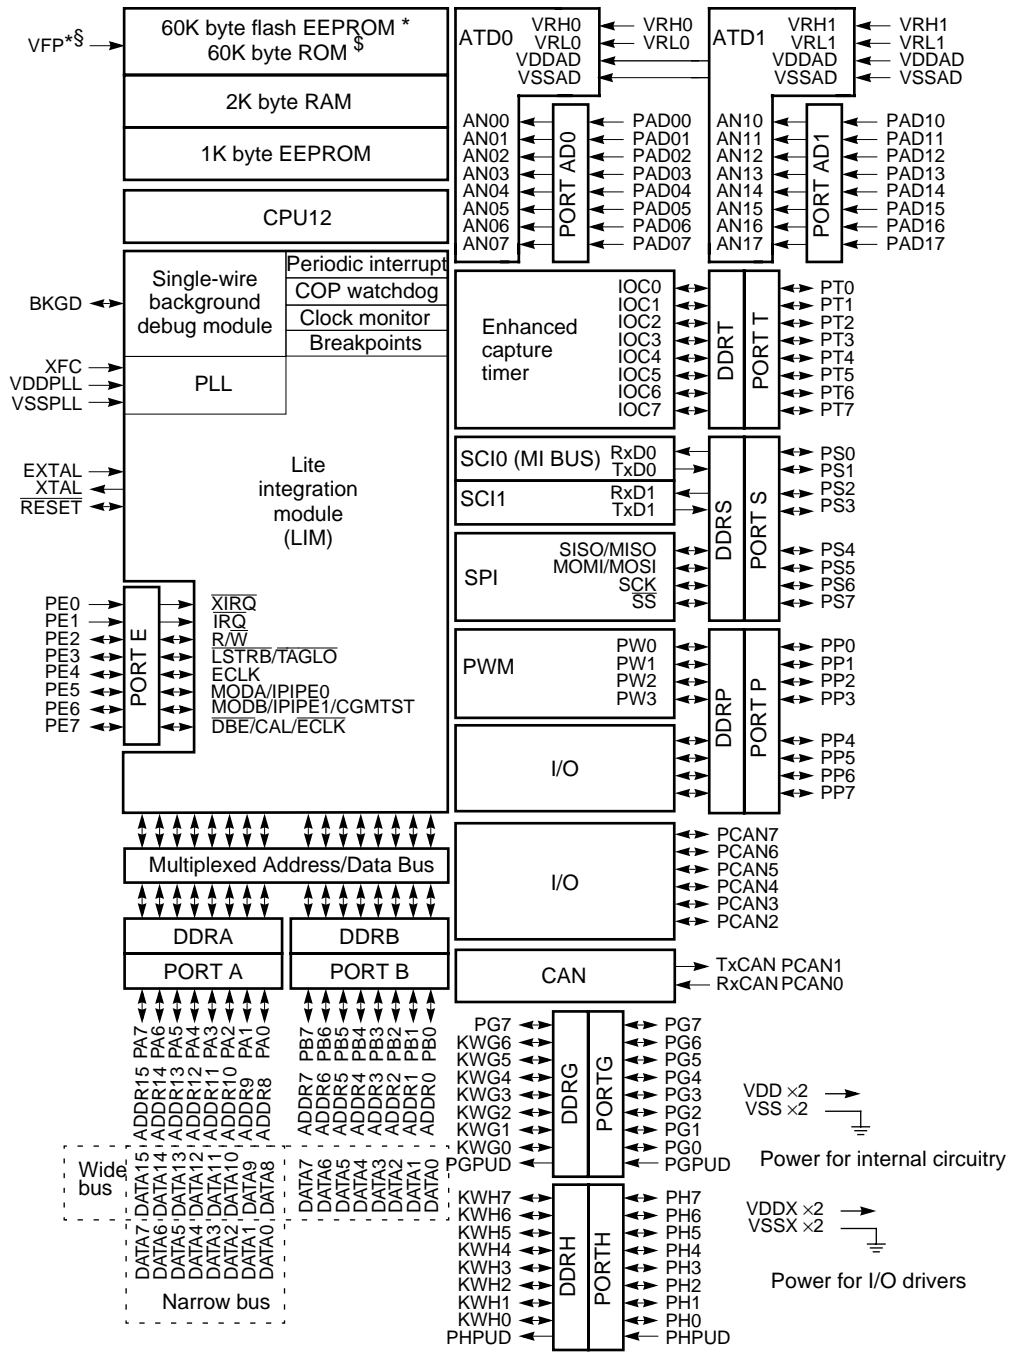 60K byte flash EEPROM *
60K byte ROM $
VFP*§
2K byte RAM
1K byte EEPROM
CPU12
Single-wire
background
debug module
Periodic interrupt
COP watchdog
Clock monitor
Breakpoints
BKGD
XFC
VDDPLL
VSSPLL
PLL
EXTAL
XTAL
RESET
Lite
integration
module
(LIM)
PE0
PE1
PE2
PE3
PE4
PE5
PE6
PE7
PORT E
XIRQ
IRQ
R/W
LSTRB/TAGLO
ECLK
MODA/IPIPE0
MODB/IPIPE1/CGMTST
DBE/CAL/ECLK
Multiplexed Address/Data Bus
DDRA
DDRB
PORT A
PORT B
PA7
PA6
PA5
PA4
PA3
PA2
PA1
PA0
PB7
PB6
PB5
PB4
PB3
PB2
PB1
PB0
ADDR15
ADDR14
ADDR13
ADDR12
ADDR11
ADDR10
ADDR9
ADDR8
ADDR7
ADDR6
ADDR5
ADDR4
ADDR3
ADDR2
ADDR1
ADDR0
Wide
bus
DATA15
DATA14
DATA13
DATA12
DATA11
DATA10
DATA9
DATA8
DATA7
DATA6
DATA5
DATA4
DATA3
DATA2
DATA1
DATA0
DATA7
DATA6
DATA5
DATA4
DATA3
DATA2
DATA1
DATA0
Narrow bus
ATD0
VRH0
VRL0
VDDAD
VSSAD
VRH0
VRL0
AN00
AN01
AN02
AN03
AN04
AN05
AN06
AN07
PORT AD0
PAD00
PAD01
PAD02
PAD03
PAD04
PAD05
PAD06
PAD07
ATD1
VRH1
VRL1
VDDAD
VSSAD
VRH1
VRL1
VDDAD
VSSAD
AN10
AN11
AN12
AN13
AN14
AN15
AN16
AN17
PORT AD1
PAD10
PAD11
PAD12
PAD13
PAD14
PAD15
PAD16
PAD17
Enhanced
capture
timer
IOC0
IOC1
IOC2
IOC3
IOC4
IOC5
IOC6
IOC7
DDRT
PORT T
PT0
PT1
PT2
PT3
PT4
PT5
PT6
PT7
SCI0 (MI BUS)
RxD0
TxD0
SCI1
RxD1
TxD1
SPI
SISO/MISO
MOMI/MOSI
SCK
SS
DDRS
PORT S
PS0
PS1
PS2
PS3
PS4
PS5
PS6
PS7
PWM
PW0
PW1
PW2
PW3
I/O
DDRP
PORT P
PP0
PP1
PP2
PP3
PP4
PP5
PP6
PP7
I/O
PCAN7
PCAN6
PCAN5
PCAN4
PCAN3
PCAN2
CAN
TxCAN PCAN1
RxCAN PCAN0
PG7
KWG6
KWG5
KWG4
KWG3
KWG2
KWG1
KWG0
PGPUD
DDRG
PORTG
PG7
PG6
PG5
PG4
PG3
PG2
PG1
PG0
PGPUD
KWH7
KWH6
KWH5
KWH4
KWH3
KWH2
KWH1
KWH0
PHPUD
DDRH
PORTH
PH7
PH6
PH5
PH4
PH3
PH2
PH1
PH0
PHPUD
VDD ×2
VSS ×2
Power for internal circuitry
VDDX ×2
VSSX ×2
Power for I/O drivers